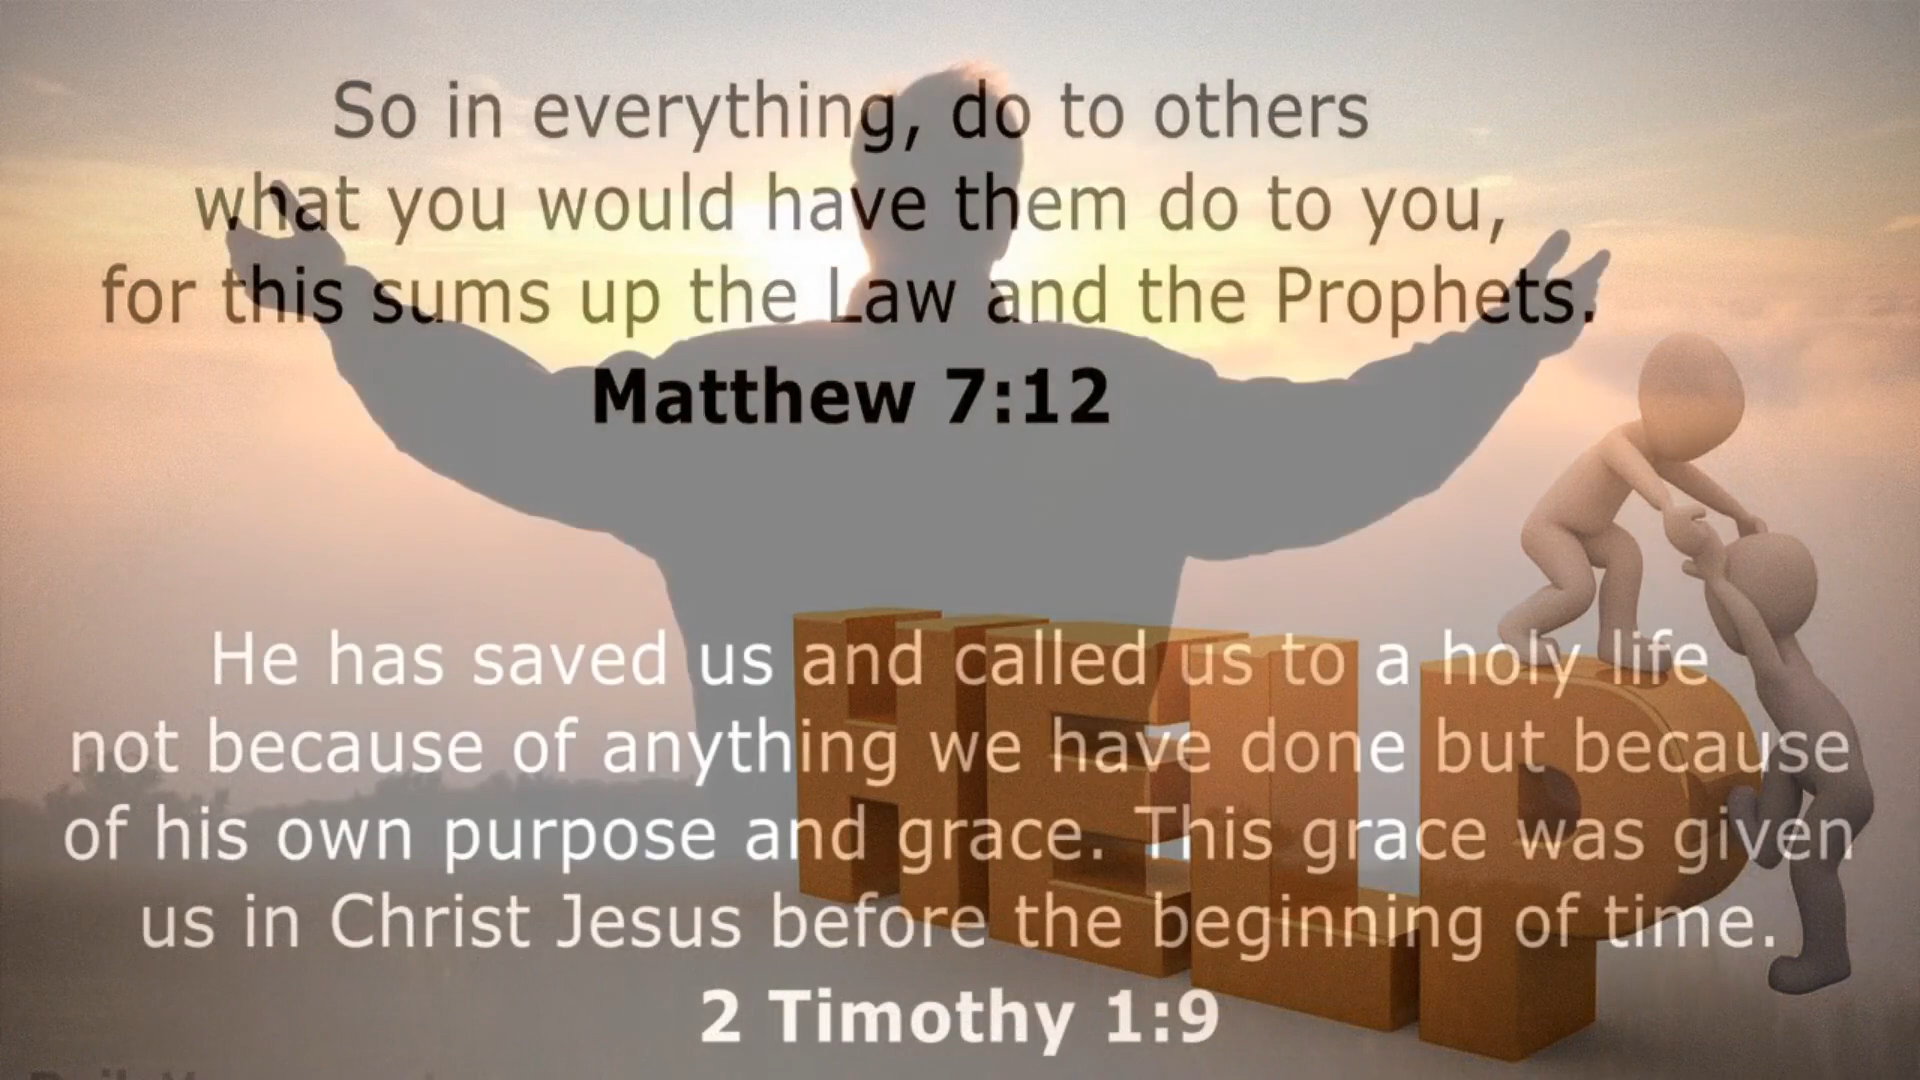 So in everything, do to others
what you would have them do to you,
for this sums up the Law and the Prophets.
Matthew 7:12
HELP
He has saved us and called us to a holy life
not because of anything we have done but because
of his own purpose and grace. This grace was given
us in Christ Jesus before the beginning of time.
2 Timothy 1:9